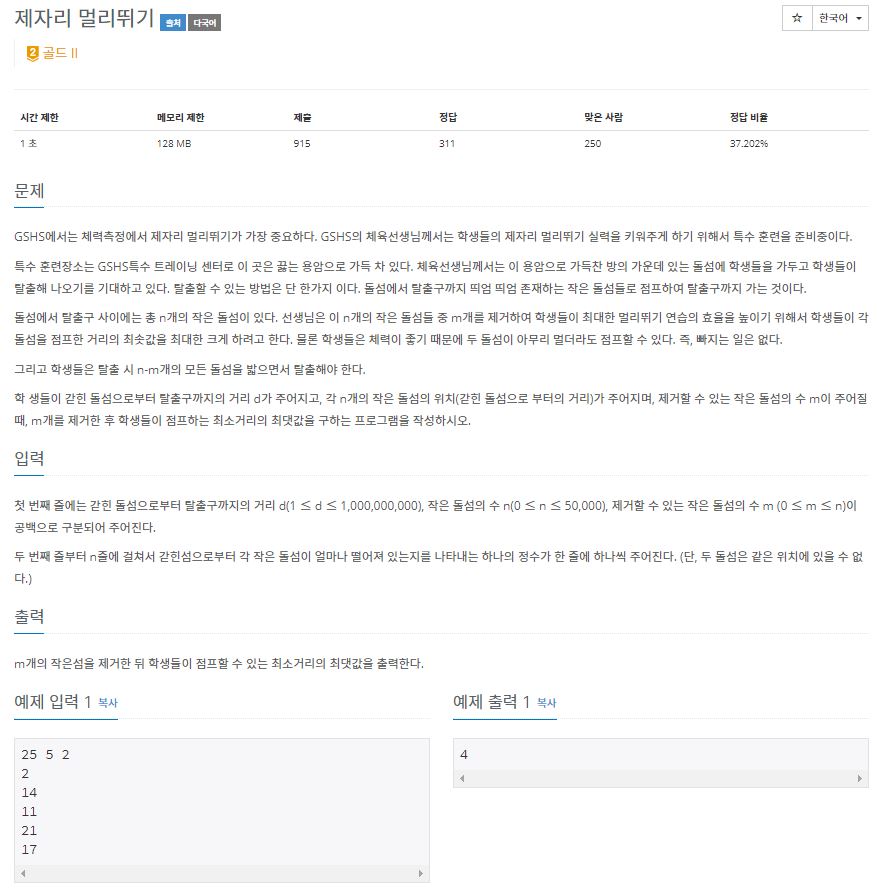 제자리 멀리뛰기 출처 다국어
☆ 한국어
2 골드 II
시간 제한 메모리 제한 제출 정답 맞은 사람 정답 비율
1 초 128 MB 915 311 250 37.202%
문제
GSHS에서는 체력측정에서 제자리 멀리뛰기가 가장 중요하다. GSHS의 체육선생님께서는 학생들의 제자리 멀리뛰기 실력을 키워주게 하기 위해서 특수 훈련을 준비중이다.
특수 훈련장소는 GSHS특수 트레이닝 센터로 이 곳은 끓는 용암으로 가득 차 있다. 체육선생님께서는 이 용암으로 가득찬 방의 가운데 있는 돌섬에 학생들을 가두고 학생들이
탈출해 나오기를 기대하고 있다. 탈출할 수 있는 방법은 단 한가지 이다. 돌섬에서 탈출구까지 띄엄 띄엄 존재하는 작은 돌섬들로 점프하여 탈출구까지 가는 것이다.
돌섬에서 탈출구 사이에는 총 n개의 작은 돌섬이 있다. 선생님은 이 n개의 작은 돌섬들 중 m개를 제거하여 학생들이 최대한 멀리뛰기 연습의 효율을 높이기 위해서 학생들이 각
돌섬을 점프한 거리의 최솟값을 최대한 크게 하려고 한다. 물론 학생들은 체력이 좋기 때문에 두 돌섬이 아무리 멀더라도 점프할 수 있다. 즉, 빠지는 일은 없다.
그리고 학생들은 탈출 시 n-m개의 모든 돌섬을 밟으면서 탈출해야 한다.
학 생들이 갇힌 돌섬으로부터 탈출구까지의 거리 d가 주어지고, 각 n개의 작은 돌섬의 위치(갇힌 돌섬으로 부터의 거리)가 주어지며, 제거할 수 있는 작은 돌섬의 수 m이 주어질
때, m개를 제거한 후 학생들이 점프하는 최소거리의 최댓값을 구하는 프로그램을 작성하시오.
입력
첫 번째 줄에는 갇힌 돌섬으로부터 탈출구까지의 거리 d(1 ≤ d ≤ 1,000,000,000), 작은 돌섬의 수 n(0 ≤ n ≤ 50,000), 제거할 수 있는 작은 돌섬의 수 m (0 ≤ m ≤ n)이
공백으로 구분되어 주어진다.
두 번째 줄부터 n줄에 걸쳐서 갇힌섬으로부터 각 작은 돌섬이 얼마나 떨어져 있는지를 나타내는 하나의 정수가 한 줄에 하나씩 주어진다. (단, 두 돌섬은 같은 위치에 있을 수 없
다.)
출력
m개의 작은섬을 제거한 뒤 학생들이 점프할 수 있는 최소거리의 최댓값을 출력한다.
예제 입력 1 복사
25 5 2
2
14
11
21
17
예제 출력 1 복사
4